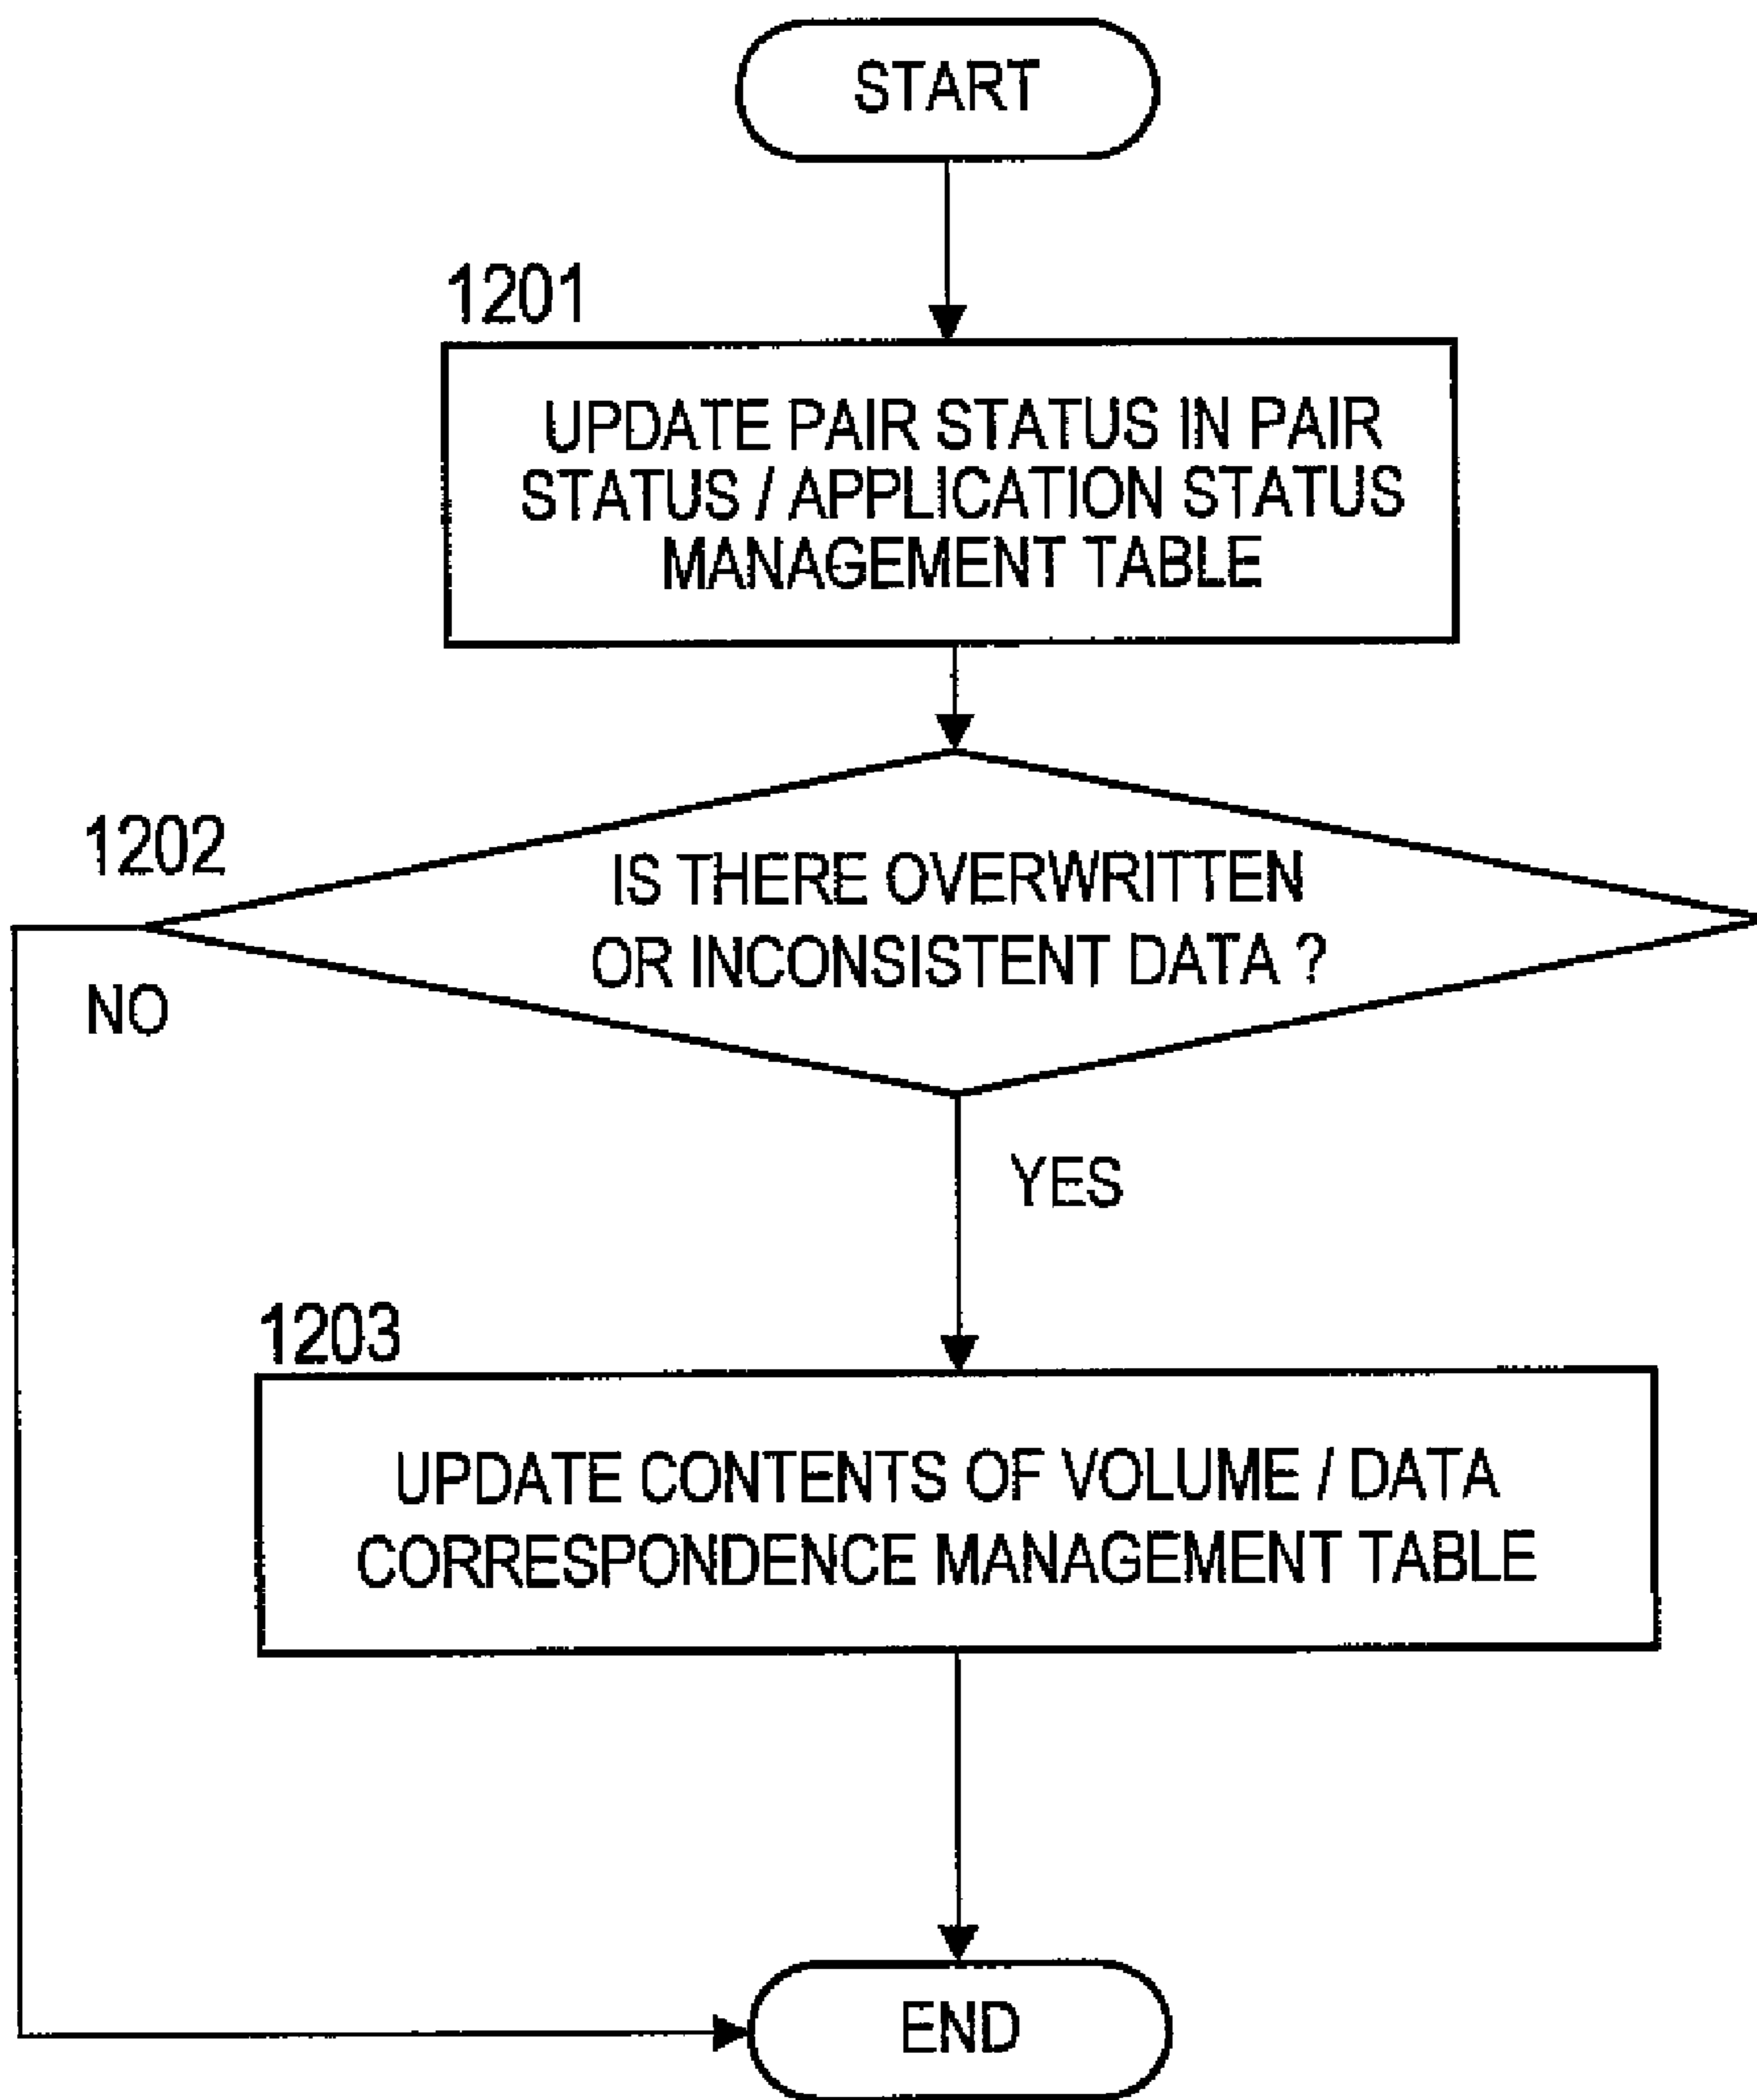 START
1201
UPDATE PAIR STATUS IN PAIR
STATUS / APPLICATION STATUS
MANAGEMENT TABLE
1202
IS THERE OVERWRITTEN
OR INCONSISTENT DATA ?
NO
YES
1203
UPDATE CONTENTS OF VOLUME / DATA
CORRESPONDENCE MANAGEMENT TABLE
END